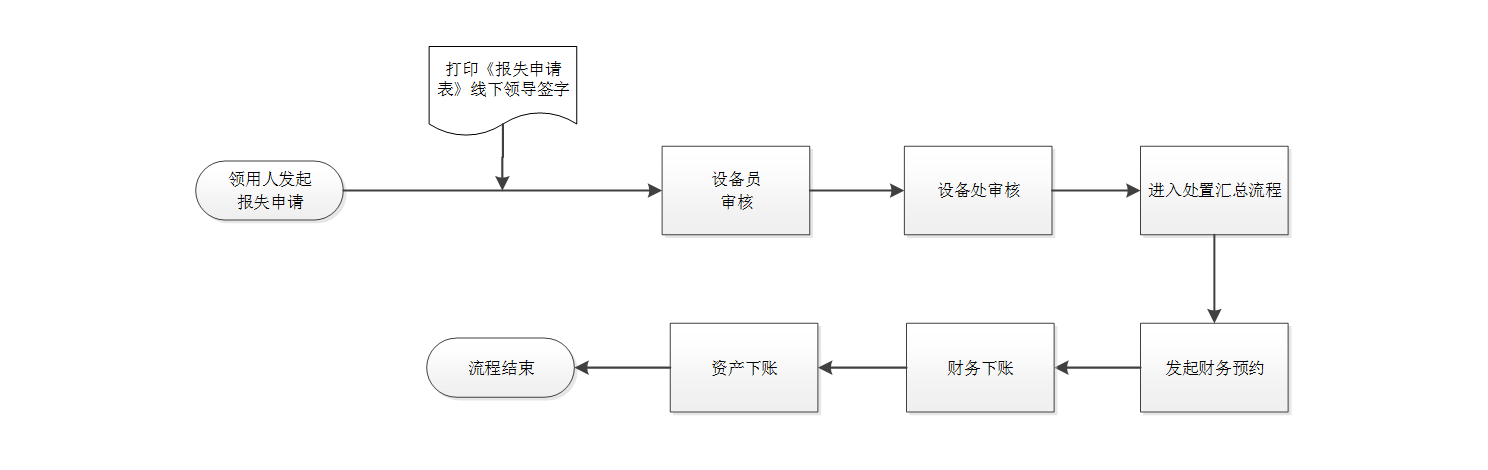 打印《报失申请
表》线下领导签字
领用人发起
报失申请
设备员
审核
设备处审核
进入处置汇总流程
流程结束
资产下账
财务下账
发起财务预约